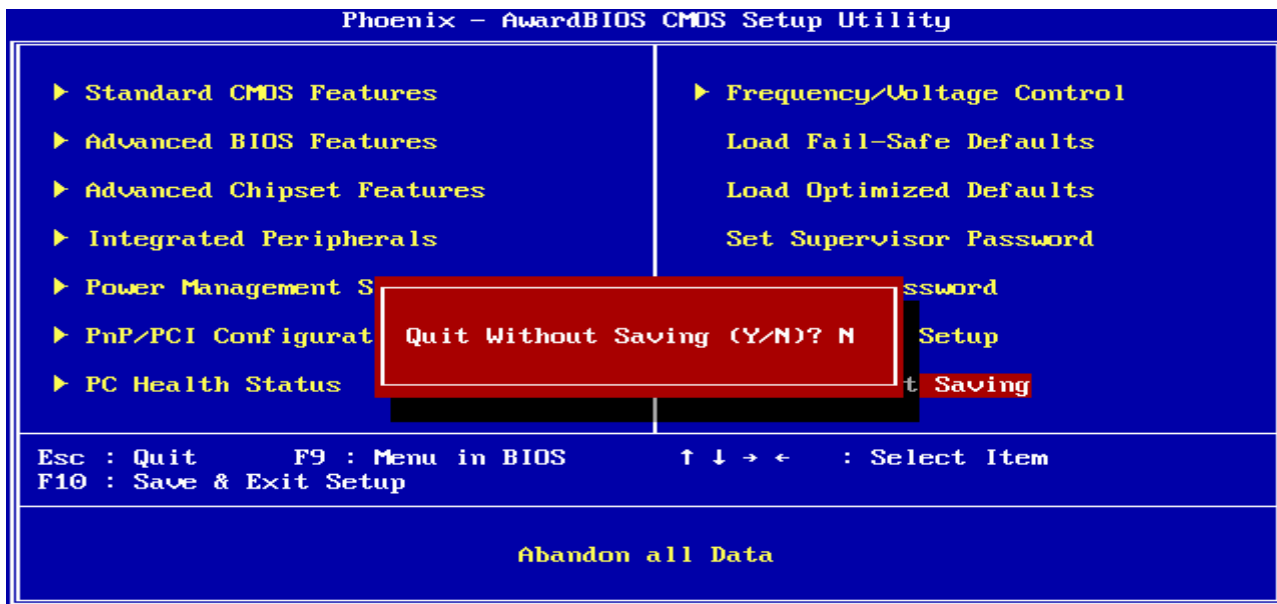 Phoenix - AwardBIOS CMOS Setup Utility
▶ Standard CMOS Features
▶ Advanced BIOS Features
▶ Advanced Chipset Features
▶ Integrated Peripherals
▶ Power Management S
▶ PnP/PCI Configurat
▶ PC Health Status
▶ Frequency/Voltage Control
Load Fail-Safe Defaults
Load Optimized Defaults
Set Supervisor Password
ssword
Setup
t Saving
Quit Without Saving (Y/N)? N
Esc : Quit F9 : Menu in BIOS ↑ ↓ → ← : Select Item
F10 : Save & Exit Setup
Abandon all Data